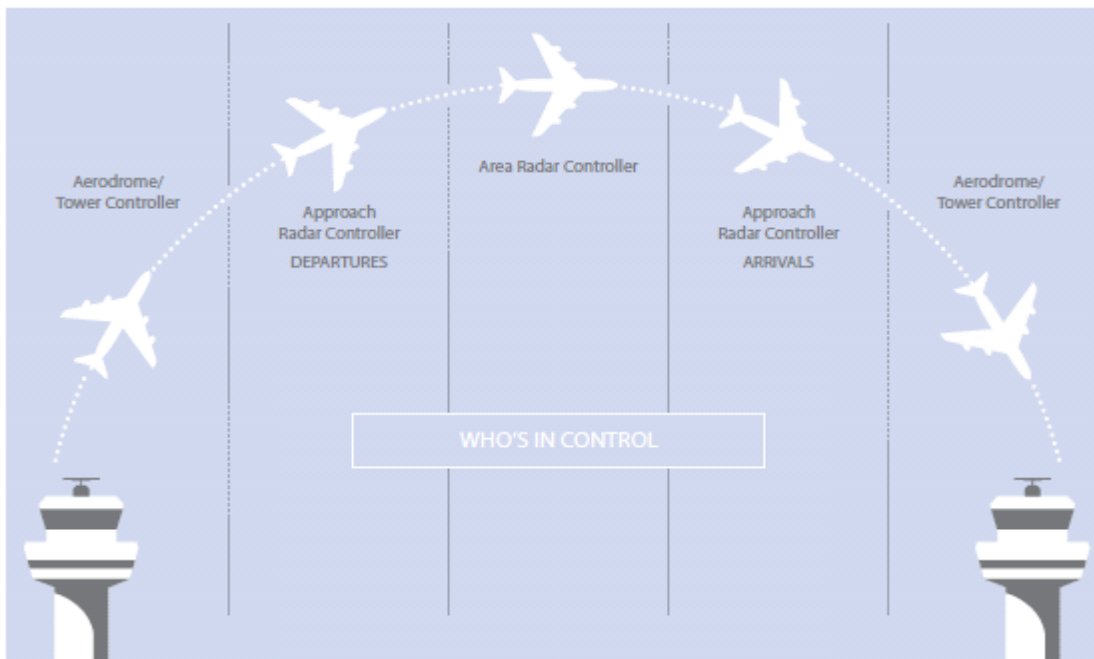 Aerodrome/
Tower Controller
Approach
Radar Controller
DEPARTURES
Area Radar Controller
Approach
Radar Controller
ARRIVALS
Aerodrome/
Tower Controller
WHO'S IN CONTROL